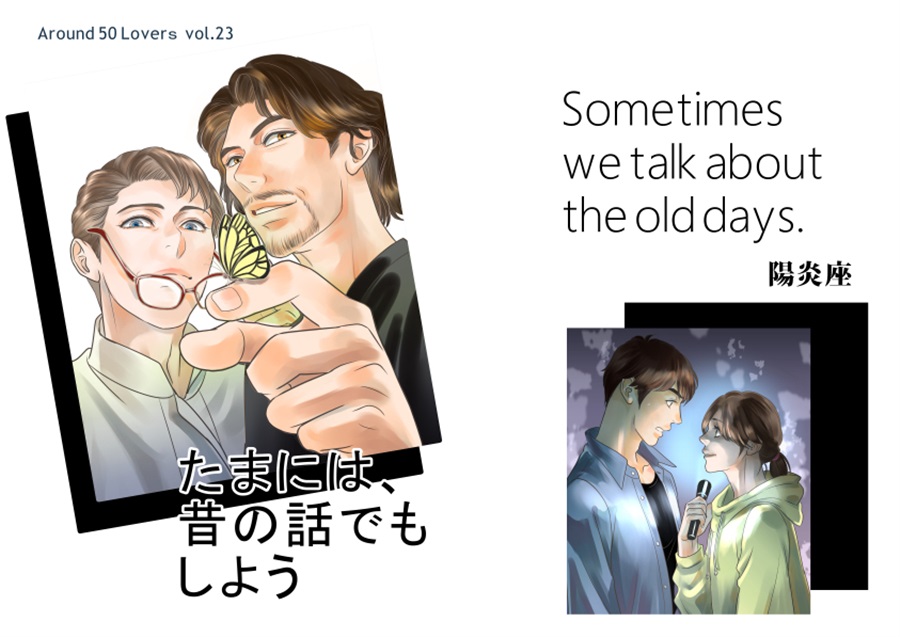 Around 50 Lovers vol.23
たまには、
昔の話でも
しよう
Sometimes
we talk about
the old days.
陽炎座